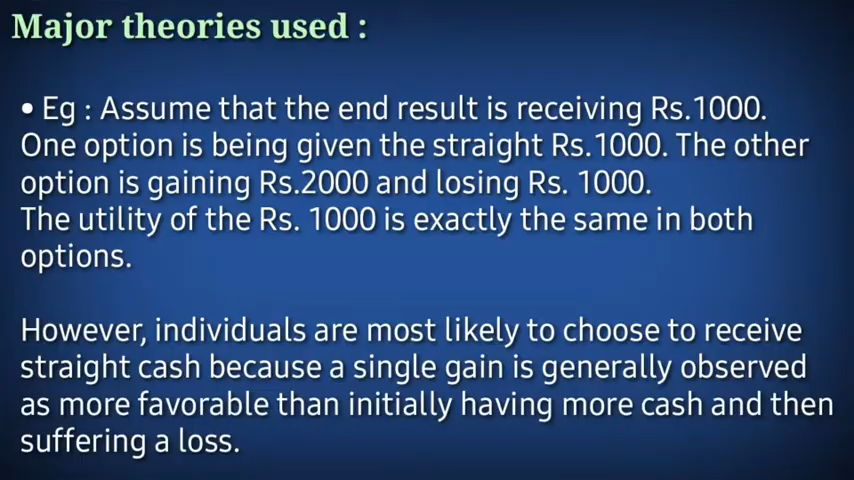 Major theories used :
• Eg : Assume that the end result is receiving Rs.1000.
One option is being given the straight Rs.1000. The other
option is gaining Rs.2000 and losing Rs. 1000.
The utility of the Rs. 1000 is exactly the same in both
options.
However, individuals are most likely to choose to receive
straight cash because a single gain is generally observed
as more favorable than initially having more cash and then
suffering a loss.